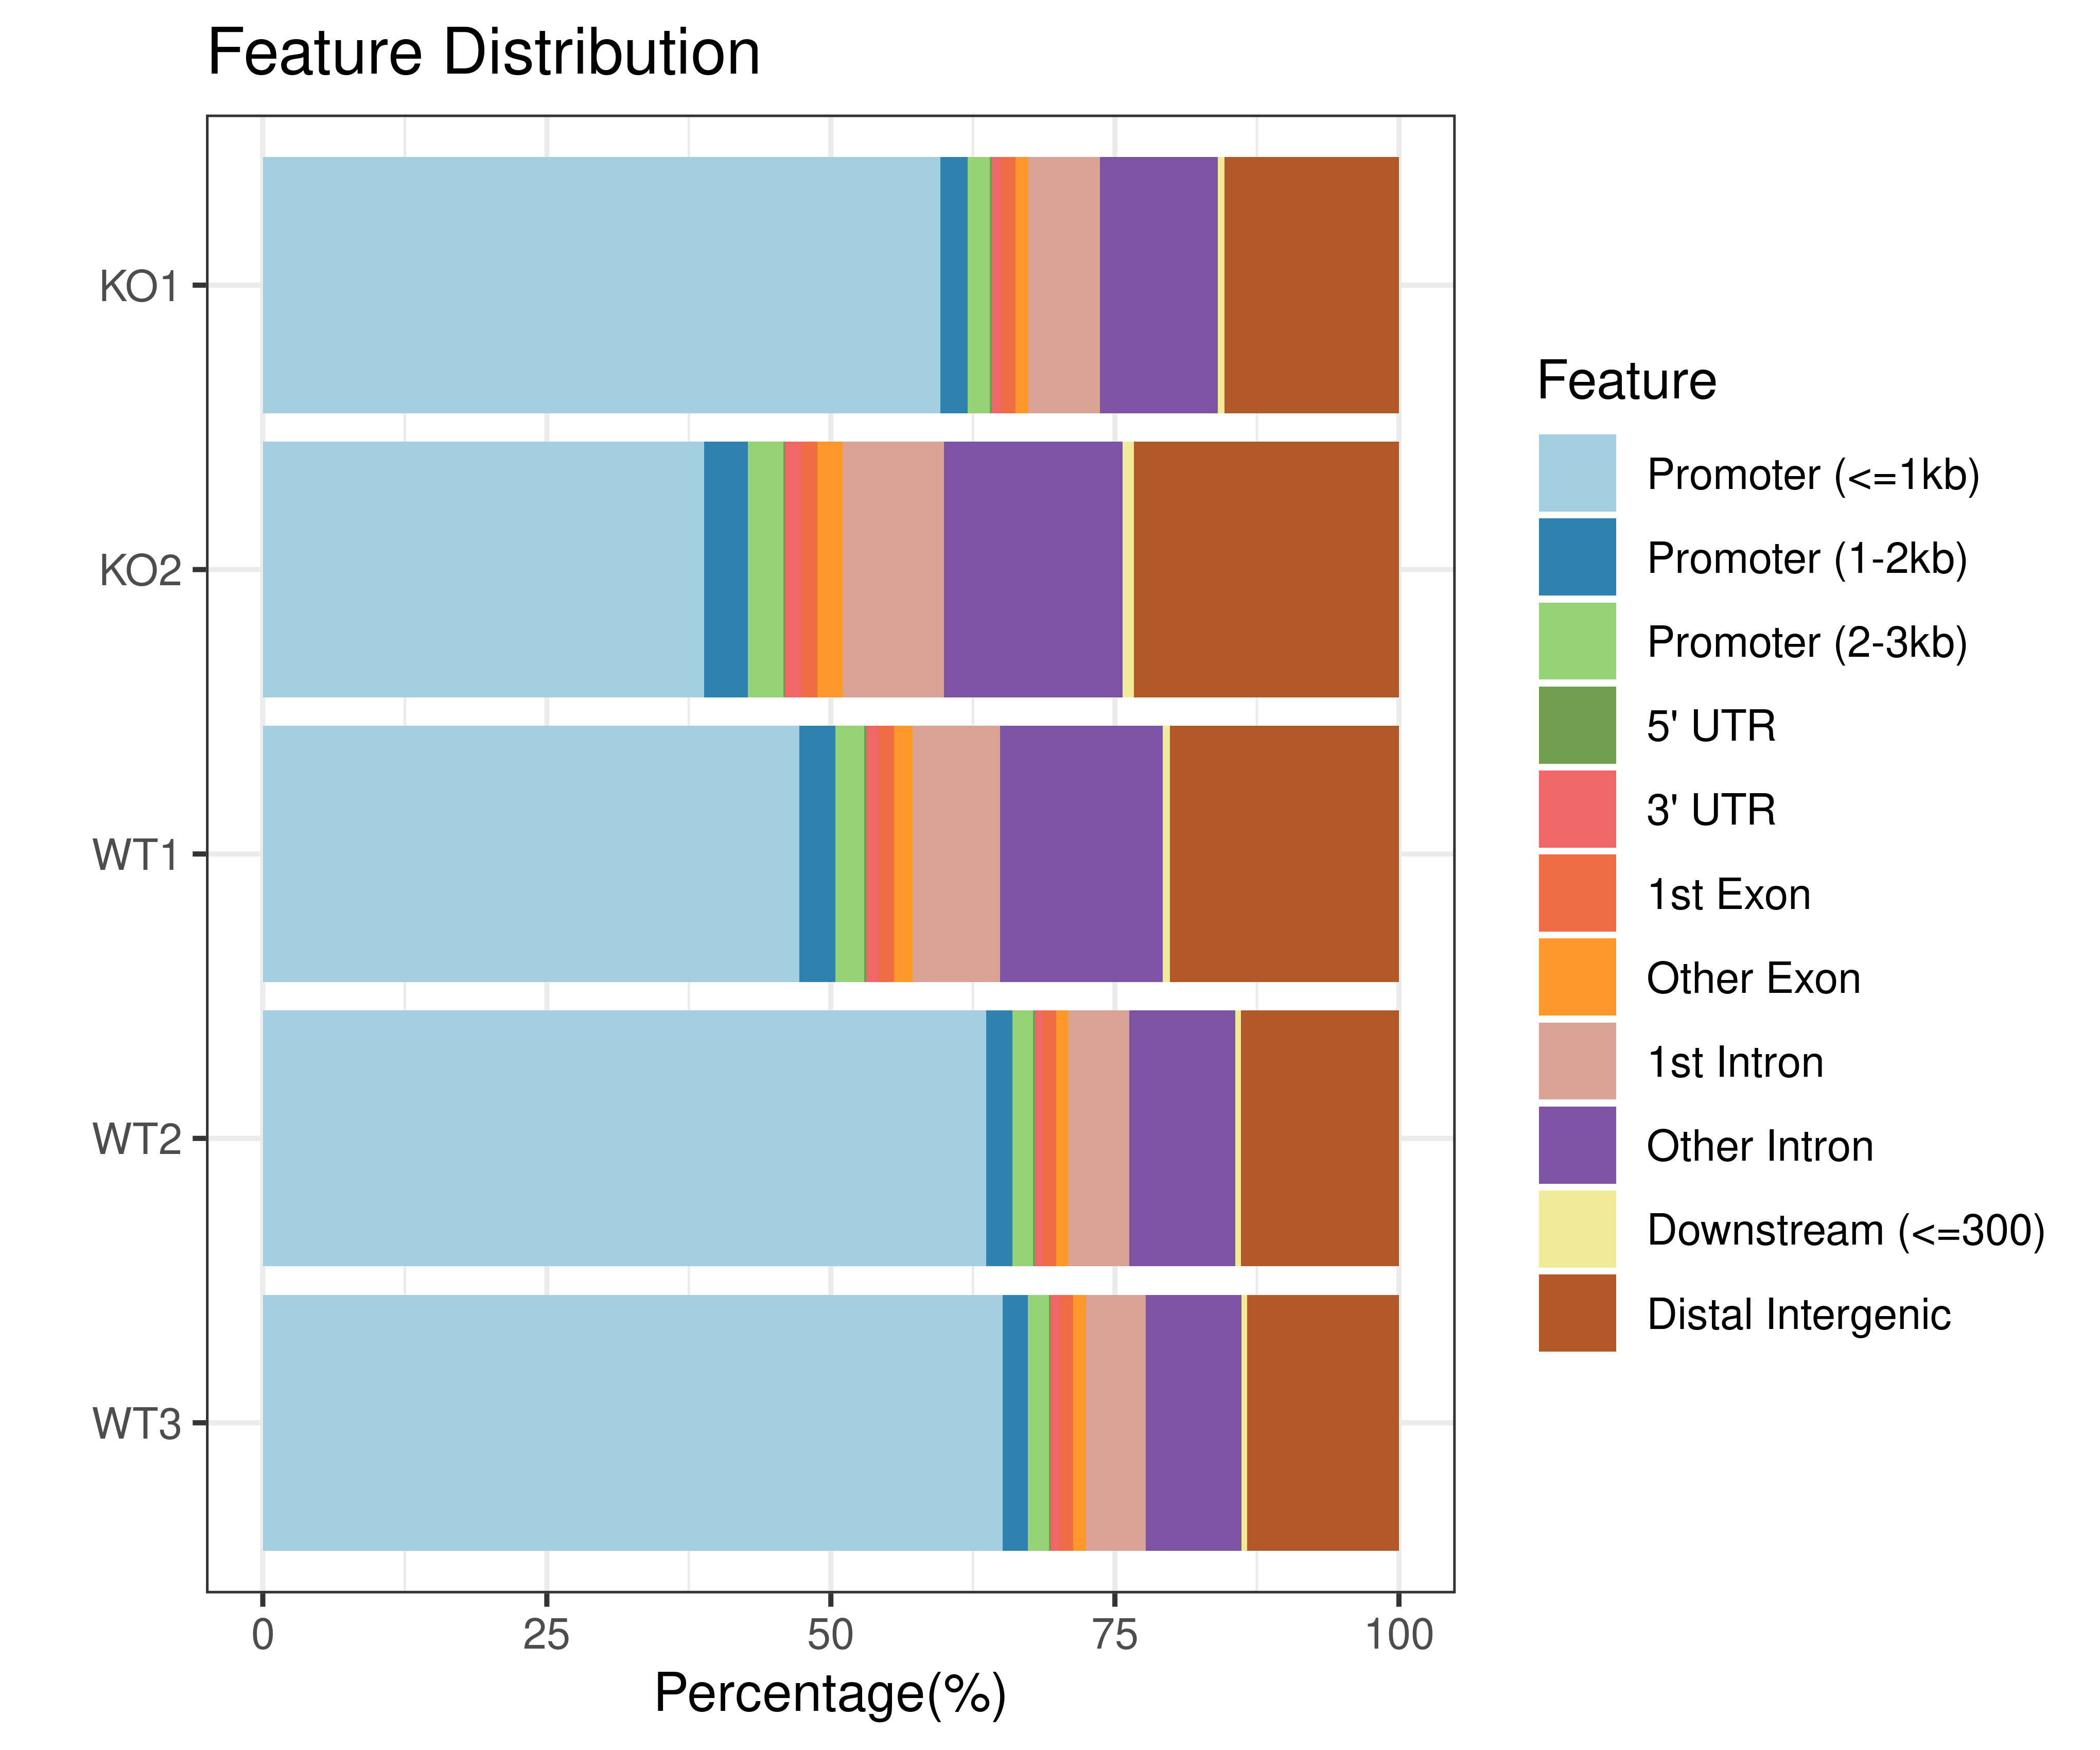 Feature Distribution
KO1
KO2
WT1
WT2
WT3
0 25 50 75 100
Percentage(%)
Feature
Promoter (<=1kb)
Promoter (1-2kb)
Promoter (2-3kb)
5' UTR
3' UTR
1st Exon
Other Exon
1st Intron
Other Intron
Downstream (<=300)
Distal Intergenic